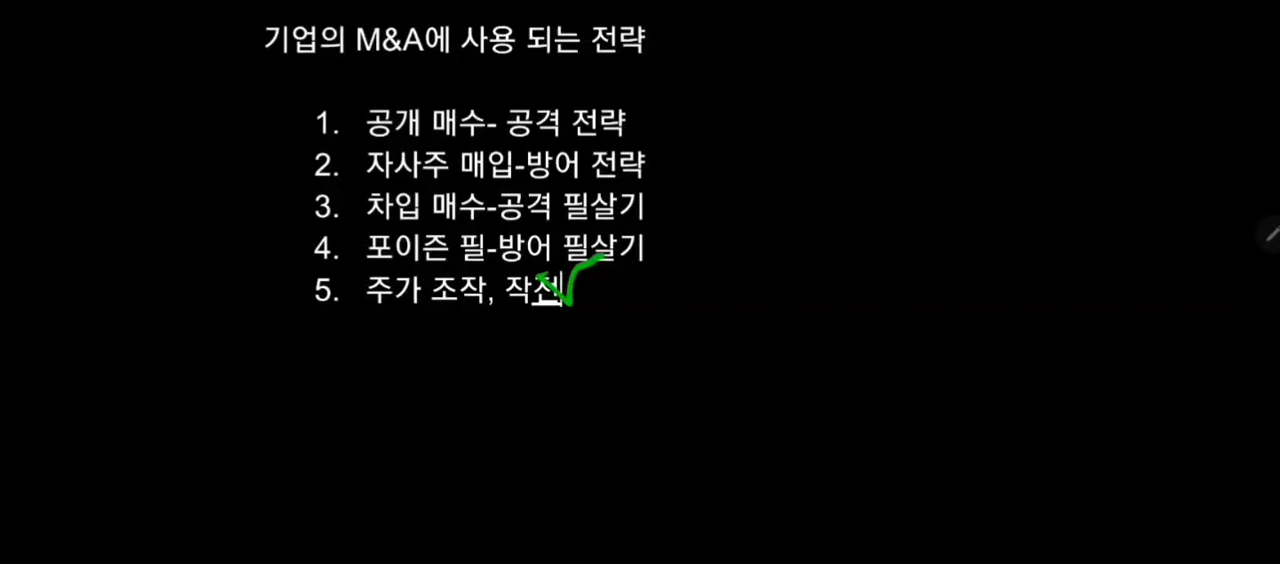 기업의 M&A에 사용 되는 전략
1. 공개 매수- 공격 전략
2. 자사주 매입-방어 전략
3. 차입 매수-공격 필살기
4. 포이즌 필-방어 필살기
5. 주가 조작, 작전